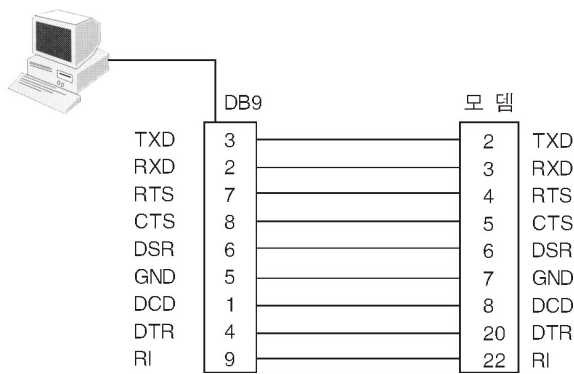 DB9 모 뎀
TXD 3 2 TXD
RXD 2 3 RXD
RTS 7 4 RTS
CTS 8 5 CTS
DSR 6 6 DSR
GND 5 7 GND
DCD 1 8 DCD
DTR 4 20 DTR
RI 9 22 RI